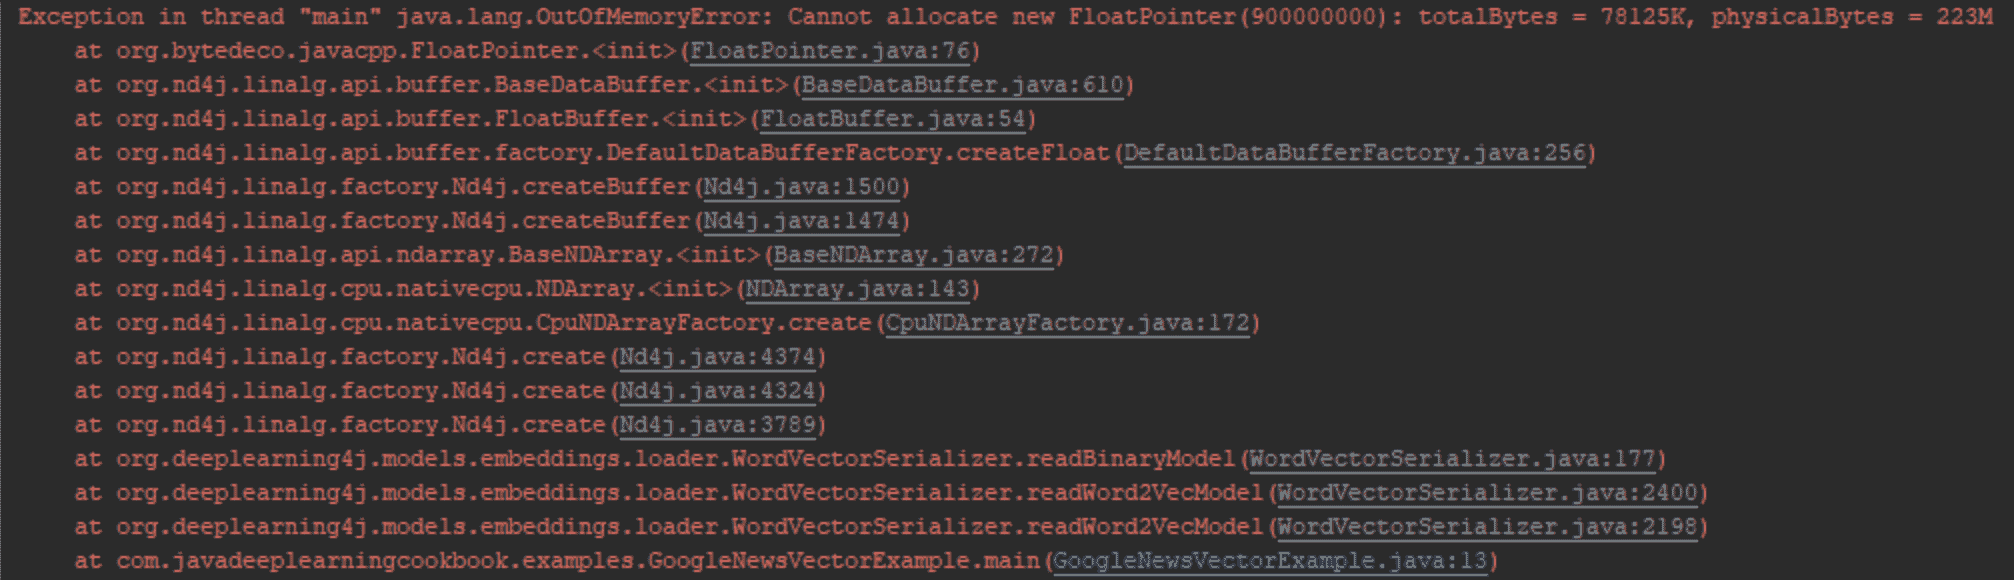 Exception in thread "main" java.lang.OutOfMemoryError: Cannot allocate new FloatPointer(900000000): totalBytes = 78125K, physicalBytes = 223M
at org.bytedeco.javacpp.FloatPointer.<init>(FloatPointer.java:76)
at org.nd4j.linalg.api.buffer.BaseDataBuffer.<init>(BaseDataBuffer.java:610)
at org.nd4j.linalg.api.buffer.FloatBuffer.<init>(FloatBuffer.java:54)
at org.nd4j.linalg.api.buffer.factory.DefaultDataBufferFactory.createFloat(DefaultDataBufferFactory.java:256)
at org.nd4j.linalg.factory.Nd4j.createBuffer(Nd4j.java:1500)
at org.nd4j.linalg.factory.Nd4j.createBuffer(Nd4j.java:1474)
at org.nd4j.linalg.api.ndarray.BaseNDArray.<init>(BaseNDArray.java:272)
at org.nd4j.linalg.cpu.nativecpu.NDArray.<init>(NDArray.java:143)
at org.nd4j.linalg.cpu.nativecpu.CpuNDArrayFactory.create(CpuNDArrayFactory.java:172)
at org.nd4j.linalg.factory.Nd4j.create(Nd4j.java:4374)
at org.nd4j.linalg.factory.Nd4j.create(Nd4j.java:4324)
at org.nd4j.linalg.factory.Nd4j.create(Nd4j.java:3789)
at org.deeplearning4j.models.embeddings.loader.WordVectorSerializer.readBinaryModel(WordVectorSerializer.java:177)
at org.deeplearning4j.models.embeddings.loader.WordVectorSerializer.readWord2VecModel(WordVectorSerializer.java:2400)
at org.deeplearning4j.models.embeddings.loader.WordVectorSerializer.readWord2VecModel(WordVectorSerializer.java:2198)
at com.javadeeplearningcookbook.examples.GoogleNewsVectorExample.main(GoogleNewsVectorExample.java:13)